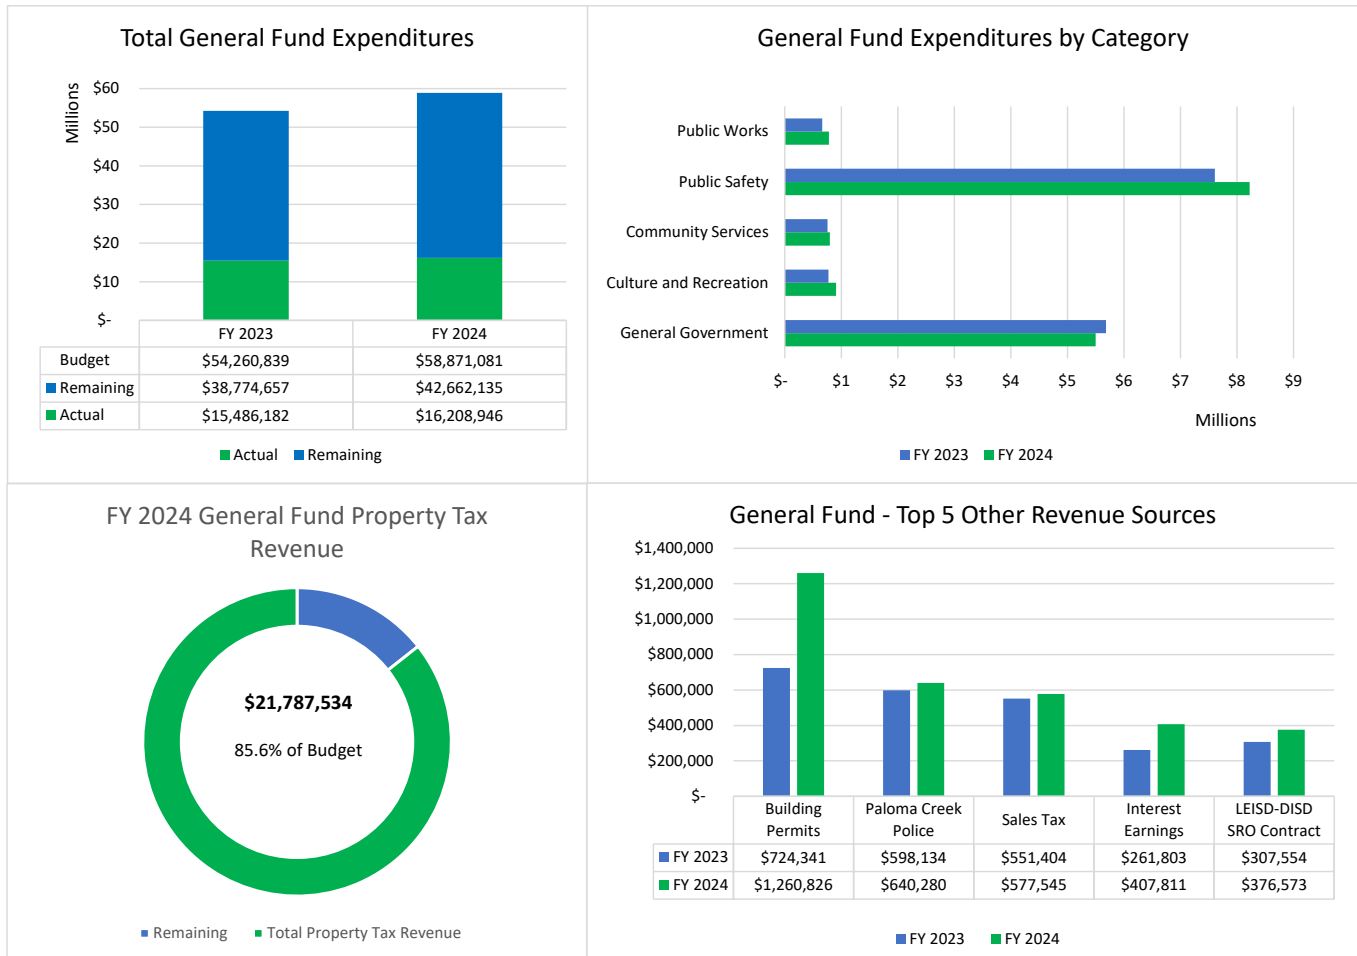 Total General Fund Expenditures
Millions
$60
$50
$40
$30
$20
$10
$-
FY 2023 FY 2024
Budget $54,260,839 $58,871,081
Remaining $38,774,657 $42,662,135
Actual $15,486,182 $16,208,946
Actual Remaining
General Fund Expenditures by Category
Public Works
Public Safety
Community Services
Culture and Recreation
General Government
$- $1 $2 $3 $4 $5 $6 $7 $8 $9
Millions
FY 2023 FY 2024
FY 2024 General Fund Property Tax
Revenue
$21,787,534
85.6% of Budget
Remaining Total Property Tax Revenue
General Fund - Top 5 Other Revenue Sources
$1,400,000
$1,200,000
$1,000,000
$800,000
$600,000
$400,000
$200,000
$-
Building Paloma Creek Sales Tax Interest LEISD-DISD
Permits Police Earnings SRO Contract
FY 2023 $724,341 $598,134 $551,404 $261,803 $307,554
FY 2024 $1,260,826 $640,280 $577,545 $407,811 $376,573
FY 2023 FY 2024